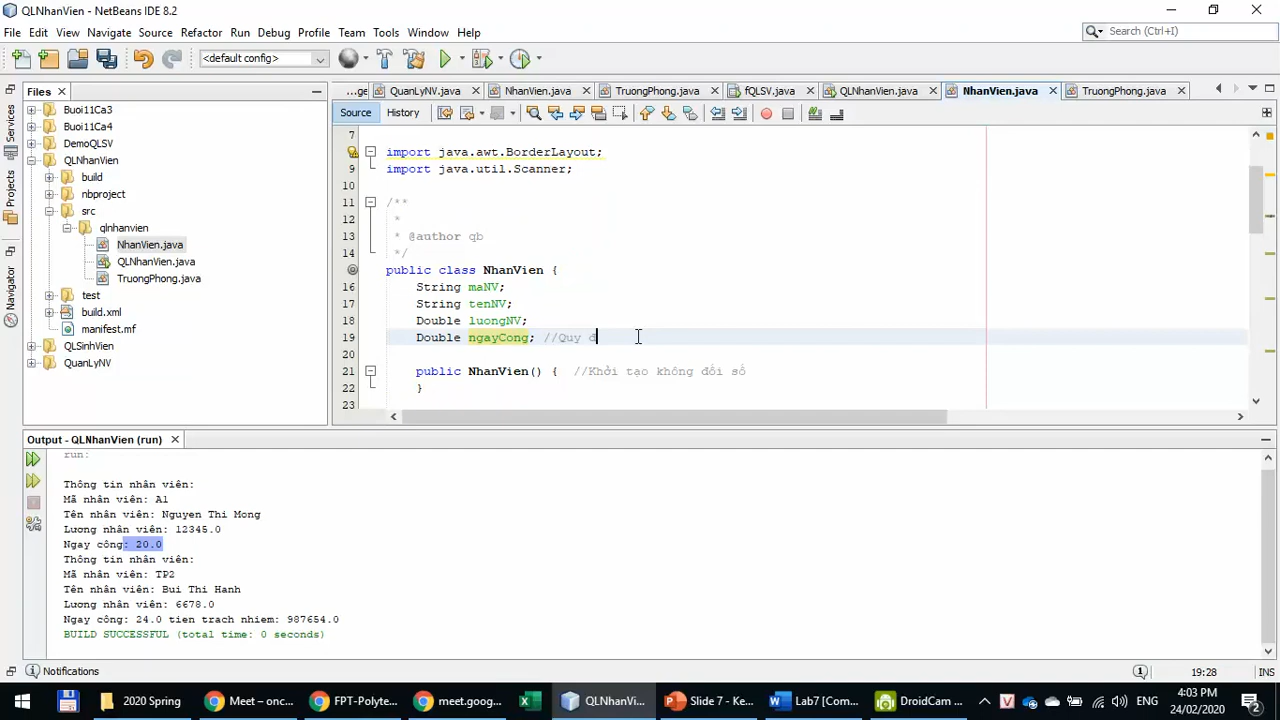 QLNhanVien - NetBeans IDE 8.2
File Edit View Navigate Source Refactor Run Debug Profile Team Tools Window Help
Search (Ctrl+I)
<default config>
Files
...ge QuanLyNV.java NhanVien.java TruongPhong.java fQLSV.java QLNhanVien.java NhanVien.java TruongPhong.java
Source History
Services
Projects
Navigator
Buoi11Ca3
Buoi11Ca4
DemoQLSV
QLNhanVien
build
nbproject
src
qlnhanvien
NhanVien.java
QLNhanVien.java
TruongPhong.java
test
build.xml
manifest.mf
QLSinhVien
QuanLyNV
7
import java.awt.BorderLayout;
9 import java.util.Scanner;
10
11 /**
12 *
13 * @author qb
14 */
public class NhanVien {
16 String maNV;
17 String tenNV;
18 Double luongNV;
19 Double ngayCong; //Quy d
20
21 public NhanVien() { //Khởi tạo không đối số
22 }
23
Output - QLNhanVien (run)
run:
Thông tin nhân viên:
Mã nhân viên: A1
Tên nhân viên: Nguyen Thi Mong
Lương nhân viên: 12345.0
Ngay công: 20.0
Thông tin nhân viên:
Mã nhân viên: TP2
Tên nhân viên: Bui Thi Hanh
Lương nhân viên: 6678.0
Ngay công: 24.0 tien trach nhiem: 987654.0
BUILD SUCCESSFUL (total time: 0 seconds)
Notifications
1
19:28 INS
2020 Spring Meet – onc... FPT-Polyte... meet.goog... QLNhanVi... Slide 7 - Ke... Lab7 [Com... DroidCam ... ENG
4:03 PM
24/02/2020